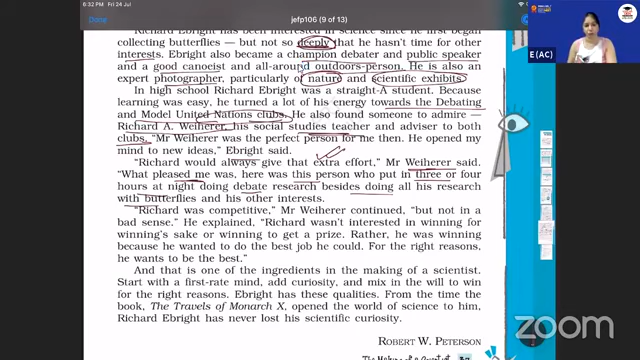 6:32 PM Fri 24 Jul
jefp106 (9 of 13)
Done
Richard Ebright has been interested in science since he first began
collecting butterflies — but not so deeply that he hasn't time for other
interests. Ebright also became a champion debater and public speaker
and a good canoeist and all-around outdoors-person. He is also an
expert photographer, particularly of nature and scientific exhibits.
In high school Richard Ebright was a straight-A student. Because
learning was easy, he turned a lot of his energy towards the Debating
and Model United Nations clubs. He also found someone to admire —
Richard A. Weiherer, his social studies teacher and adviser to both
clubs. "Mr Weiherer was the perfect person for me then. He opened my
mind to new ideas," Ebright said.
"Richard would always give that extra effort," Mr Weiherer said.
"What pleased me was, here was this person who put in three or four
hours at night doing debate research besides doing all his research
with butterflies and his other interests.
"Richard was competitive," Mr Weiherer continued, "but not in a
bad sense." He explained, "Richard wasn't interested in winning for
winning's sake or winning to get a prize. Rather, he was winning
because he wanted to do the best job he could. For the right reasons,
he wants to be the best."
And that is one of the ingredients in the making of a scientist.
Start with a first-rate mind, add curiosity, and mix in the will to win
for the right reasons. Ebright has these qualities. From the time the
book, The Travels of Monarch X, opened the world of science to him,
Richard Ebright has never lost his scientific curiosity.
ROBERT W. PETERSON
The Making of a Scientist
E (AC)
LIVE
zoom